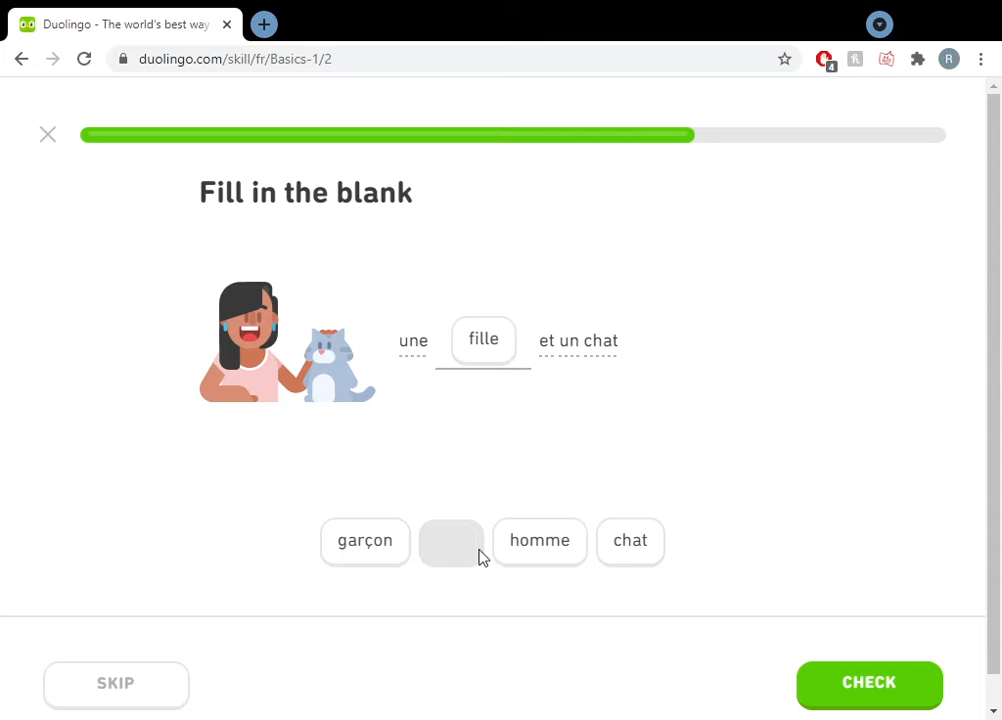 Duolingo - The world's best way
duolingo.com/skill/fr/Basics-1/2
4
R
Fill in the blank
une fille et un chat
garçon homme chat
SKIP CHECK